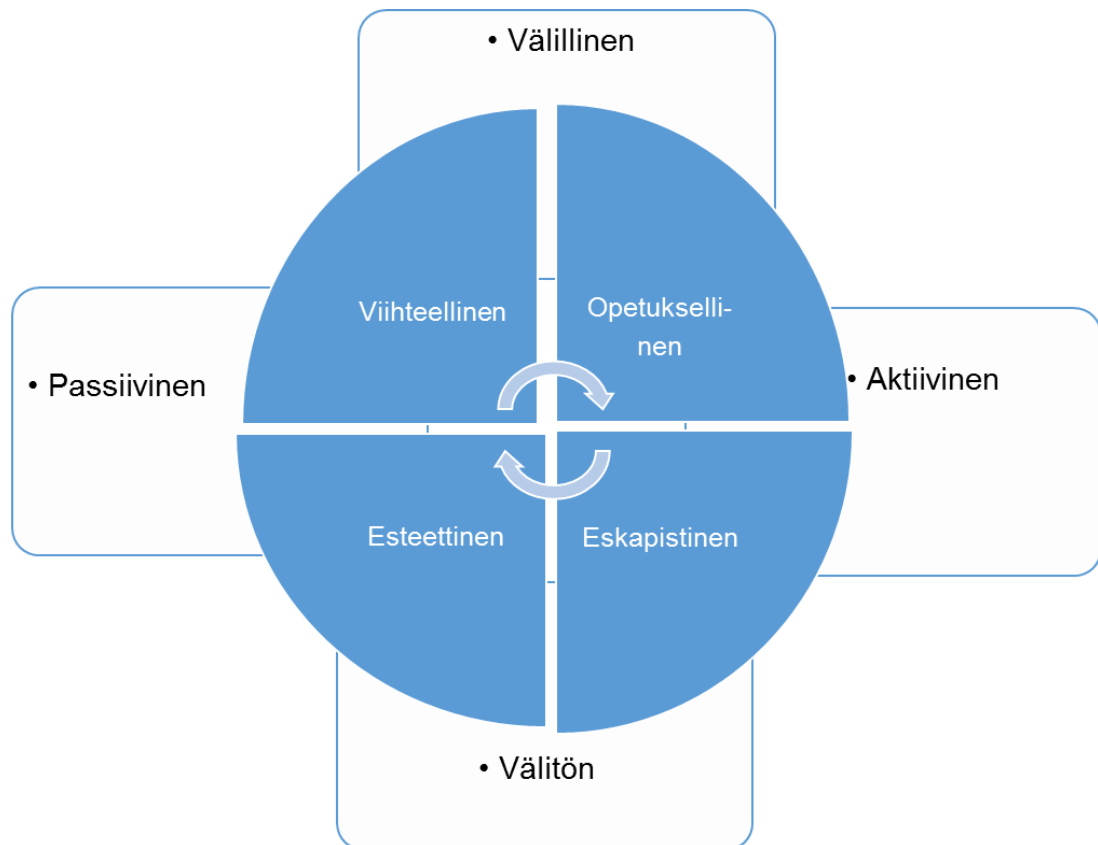 • Välillinen
Viihteellinen
Opetukselli-
nen
• Passiivinen
• Aktiivinen
Esteettinen
Eskapistinen
• Välitön